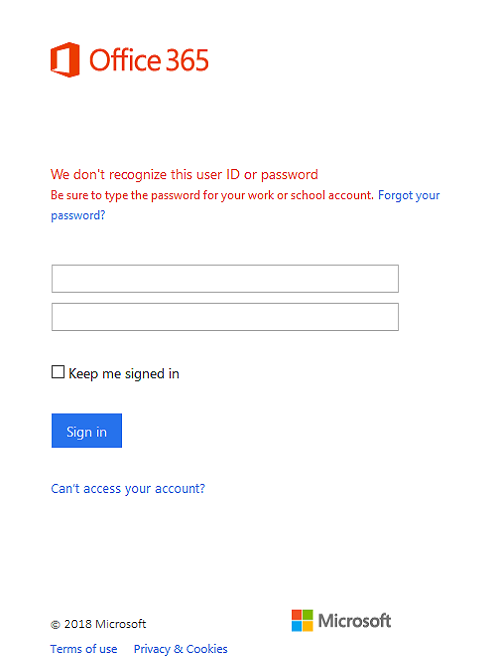 Office 365
We don't recognize this user ID or password
Be sure to type the password for your work or school account. Forgot your
password?
Keep me signed in
Sign in
Can't access your account?
© 2018 Microsoft
Microsoft
Terms of use Privacy & Cookies